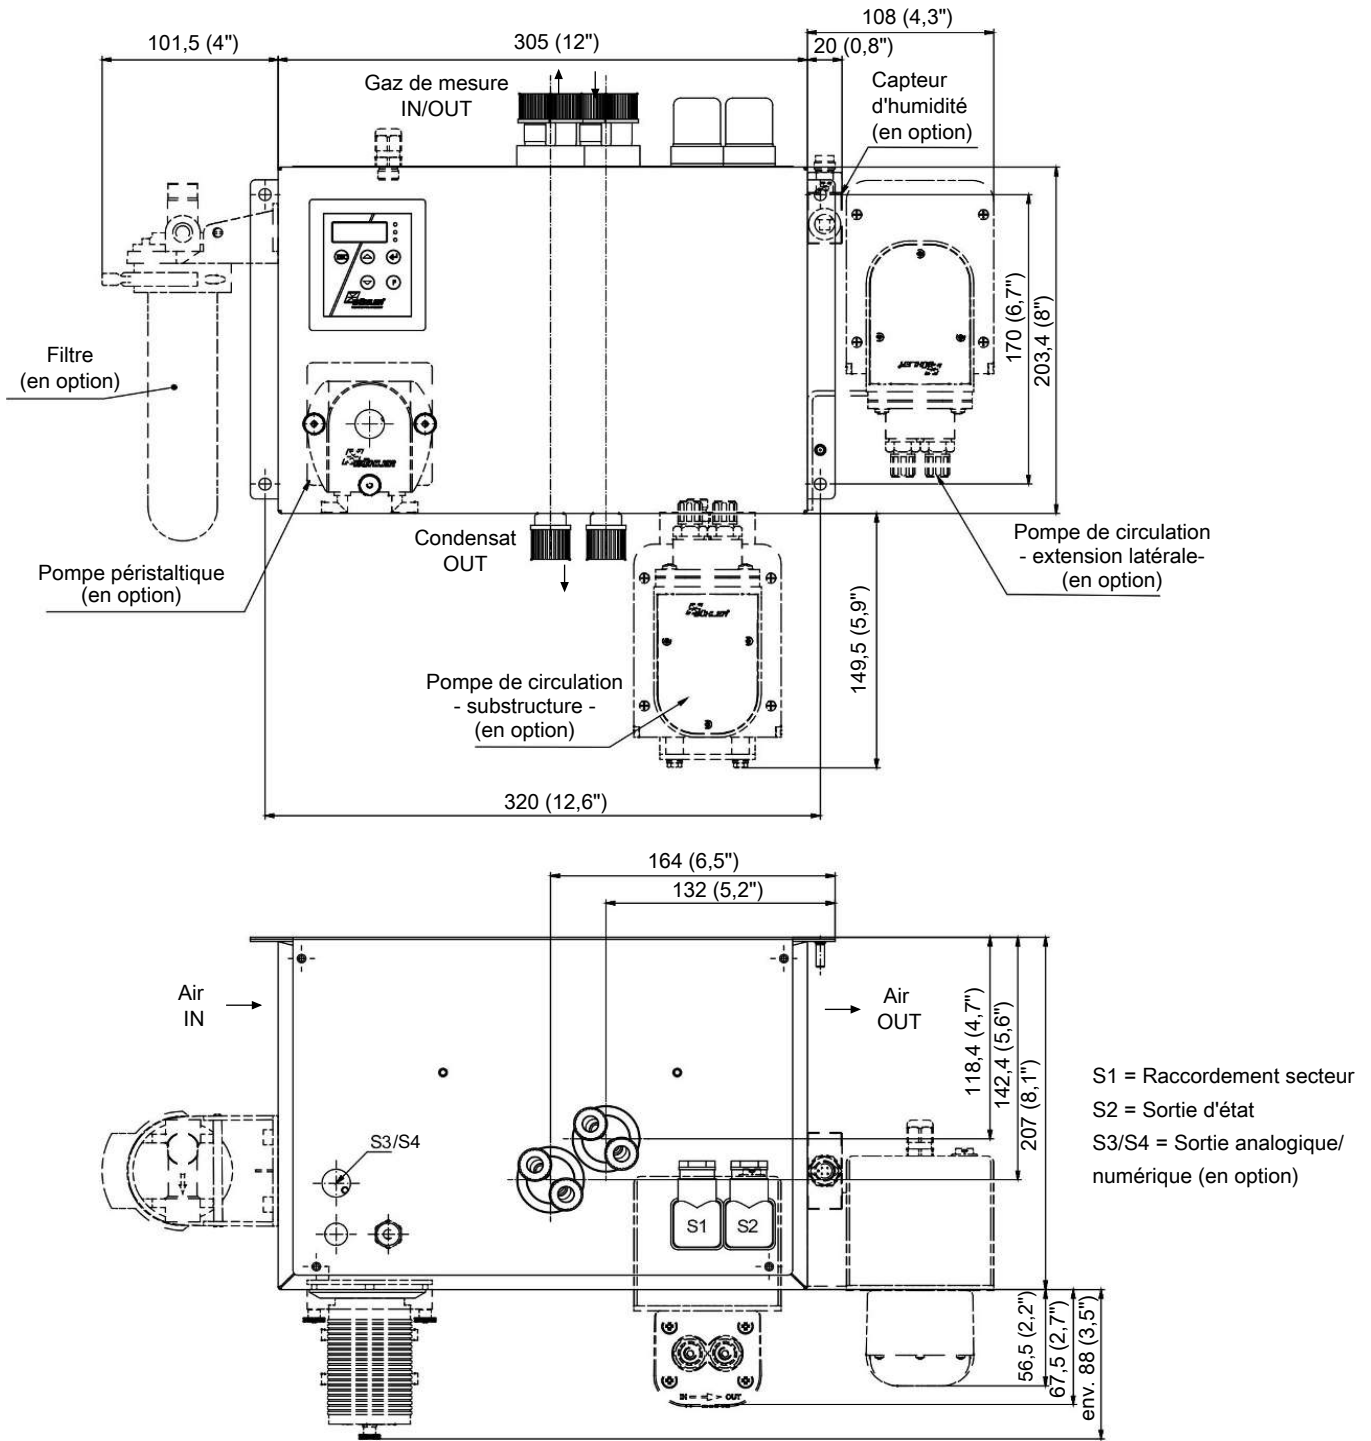 108 (4,3")
101,5 (4")
305 (12")
20 (0,8")
Gaz de mesure
IN/OUT
Capteur
d'humidité
(en option)
170 (6,7")
203,4 (8")
Filtre
(en option)
Condensat
OUT
Pompe de circulation
- extension latérale-
(en option)
Pompe péristaltique
(en option)
149,5 (5,9")
Pompe de circulation
- substructure -
(en option)
320 (12,6")
164 (6,5")
132 (5,2")
Air
IN
Air
OUT
118,4 (4,7")
142,4 (5,6")
207 (8,1")
S1 = Raccordement secteur
S2 = Sortie d'état
S3/S4 = Sortie analogique/
numérique (en option)
S3/S4
S1
S2
56,5 (2,2")
67,5 (2,7")
env. 88 (3,5")
IN
OUT